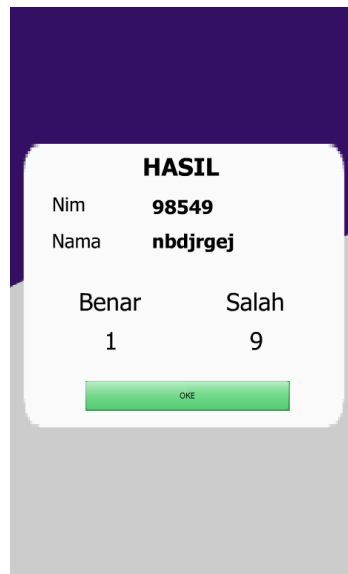 HASIL
Nim 98549
Nama nbdjrgej
Benar Salah
1 9
OKE